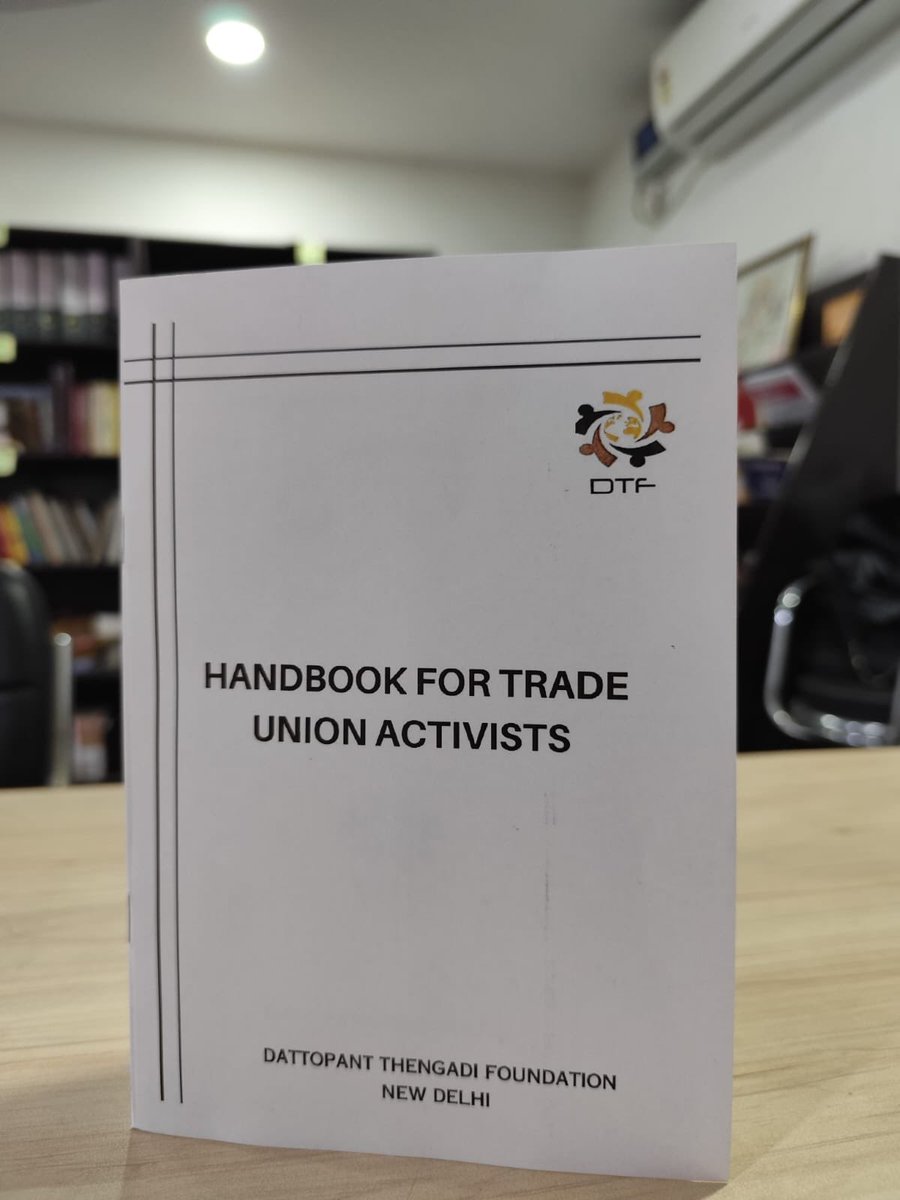 DTF
HANDBOOK FOR TRADE
UNION ACTIVISTS
DATTOPANT THENGADI FOUNDATION
NEW DELHI